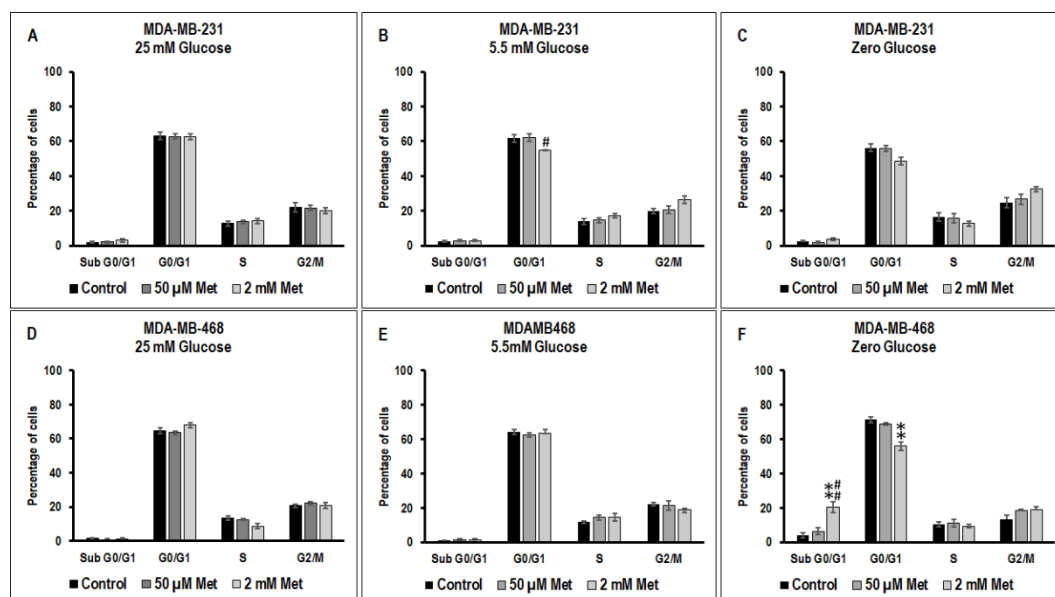 A
MDA-MB-231
25 mM Glucose
Percentage of cells
100
80
60
40
20
0
Sub G0/G1 G0/G1 S G2/M
Control 50 µM Met 2 mM Met
B
MDA-MB-231
5.5 mM Glucose
Percentage of cells
100
80
60
40
20
0
#
Sub G0/G1 G0/G1 S G2/M
Control 50 µM Met 2 mM Met
C
MDA-MB-231
Zero Glucose
Percentage of cells
100
80
60
40
20
0
Sub G0/G1 G0/G1 S G2/M
Control 50 µM Met 2 mM Met
D
MDA-MB-468
25 mM Glucose
Percentage of cells
100
80
60
40
20
0
Sub G0/G1 G0/G1 S G2/M
Control 50 µM Met 2 mM Met
E
MDAMB468
5.5mM Glucose
Percentage of cells
100
80
60
40
20
0
Sub G0/G1 G0/G1 S G2/M
Control 50 µM Met 2 mM Met
F
MDA-MB-468
Zero Glucose
Percentage of cells
100
80
60
40
20
0
**##
**
Sub G0/G1 G0/G1 S G2/M
Control 50 µM Met 2 mM Met